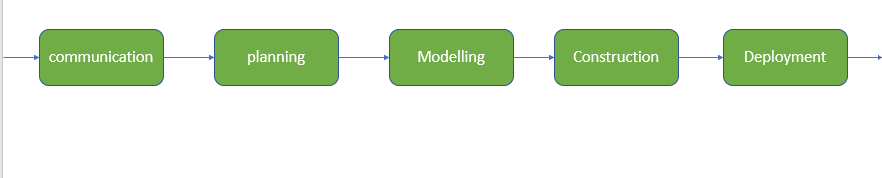 communication
planning
Modelling
Construction
Deployment